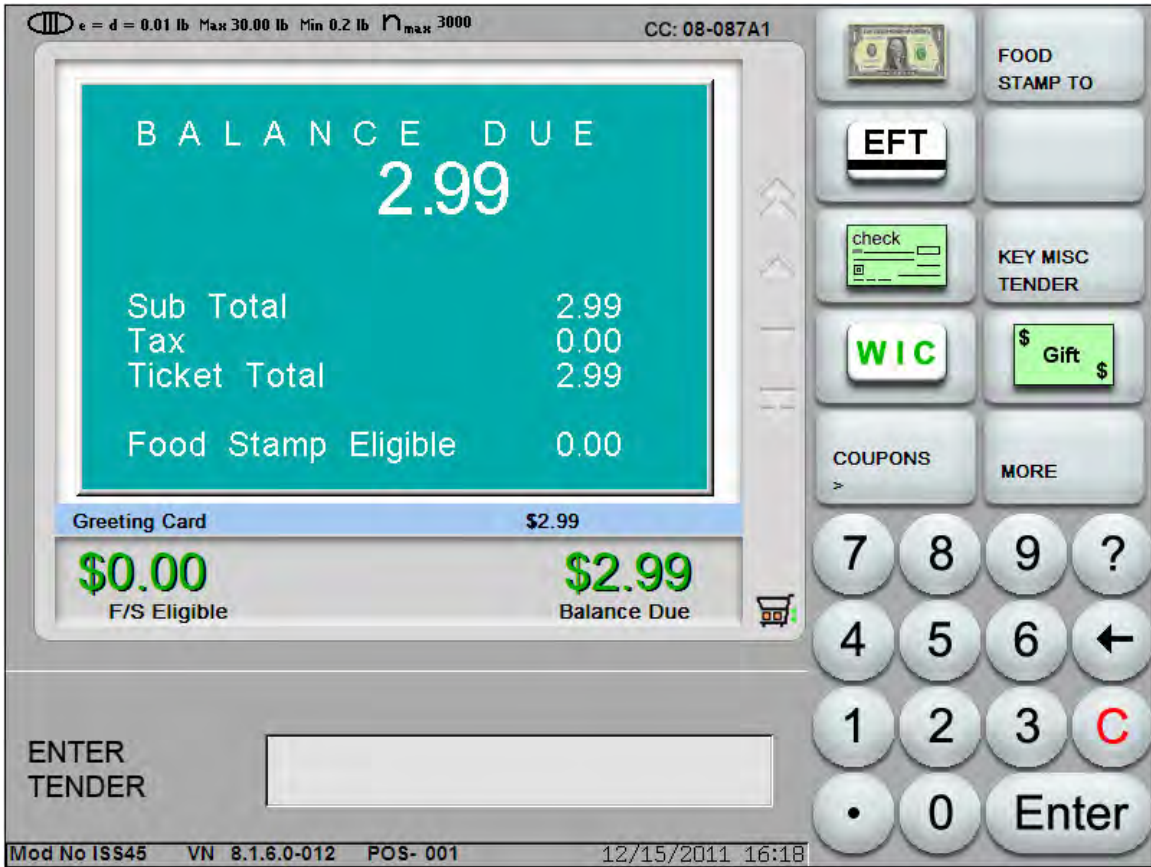 e = d = 0.01 lb Max 30.00 lb Min 0.2 lb nmax 3000
CC: 08-087A1
BALANCE DUE
2.99
Sub Total 2.99
Tax 0.00
Ticket Total 2.99
Food Stamp Eligible 0.00
Greeting Card $2.99
$0.00 $2.99
F/S Eligible Balance Due
ENTER
TENDER
Mod No ISS45 VN 8.1.6.0-012 POS- 001 12/15/2011 16:18
FOOD
STAMP TO
EFT
check
KEY MISC
TENDER
WIC
$ Gift $
COUPONS
>
MORE
7 8 9 ?
4 5 6 ←
1 2 3 C
. 0 Enter